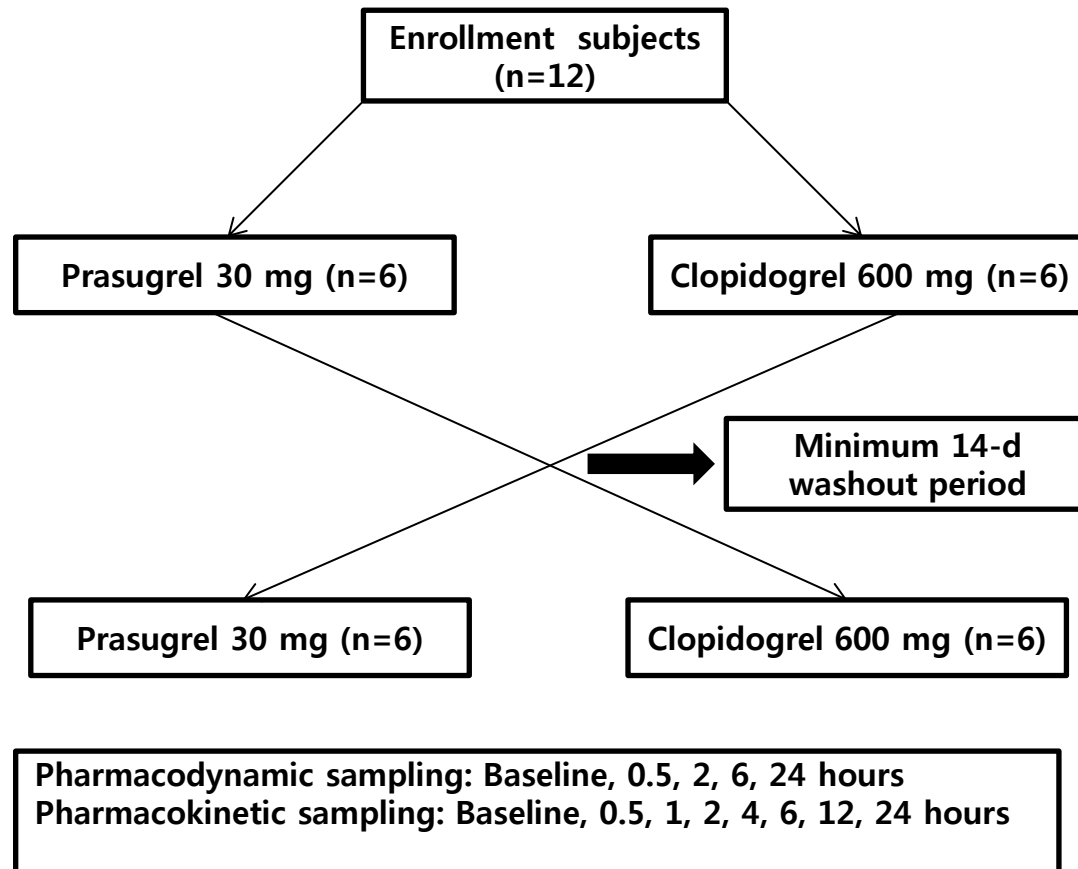 Enrollment subjects
(n=12)
Prasugrel 30 mg (n=6)
Clopidogrel 600 mg (n=6)
Minimum 14-d
washout period
Prasugrel 30 mg (n=6)
Clopidogrel 600 mg (n=6)
Pharmacodynamic sampling: Baseline, 0.5, 2, 6, 24 hours
Pharmacokinetic sampling: Baseline, 0.5, 1, 2, 4, 6, 12, 24 hours